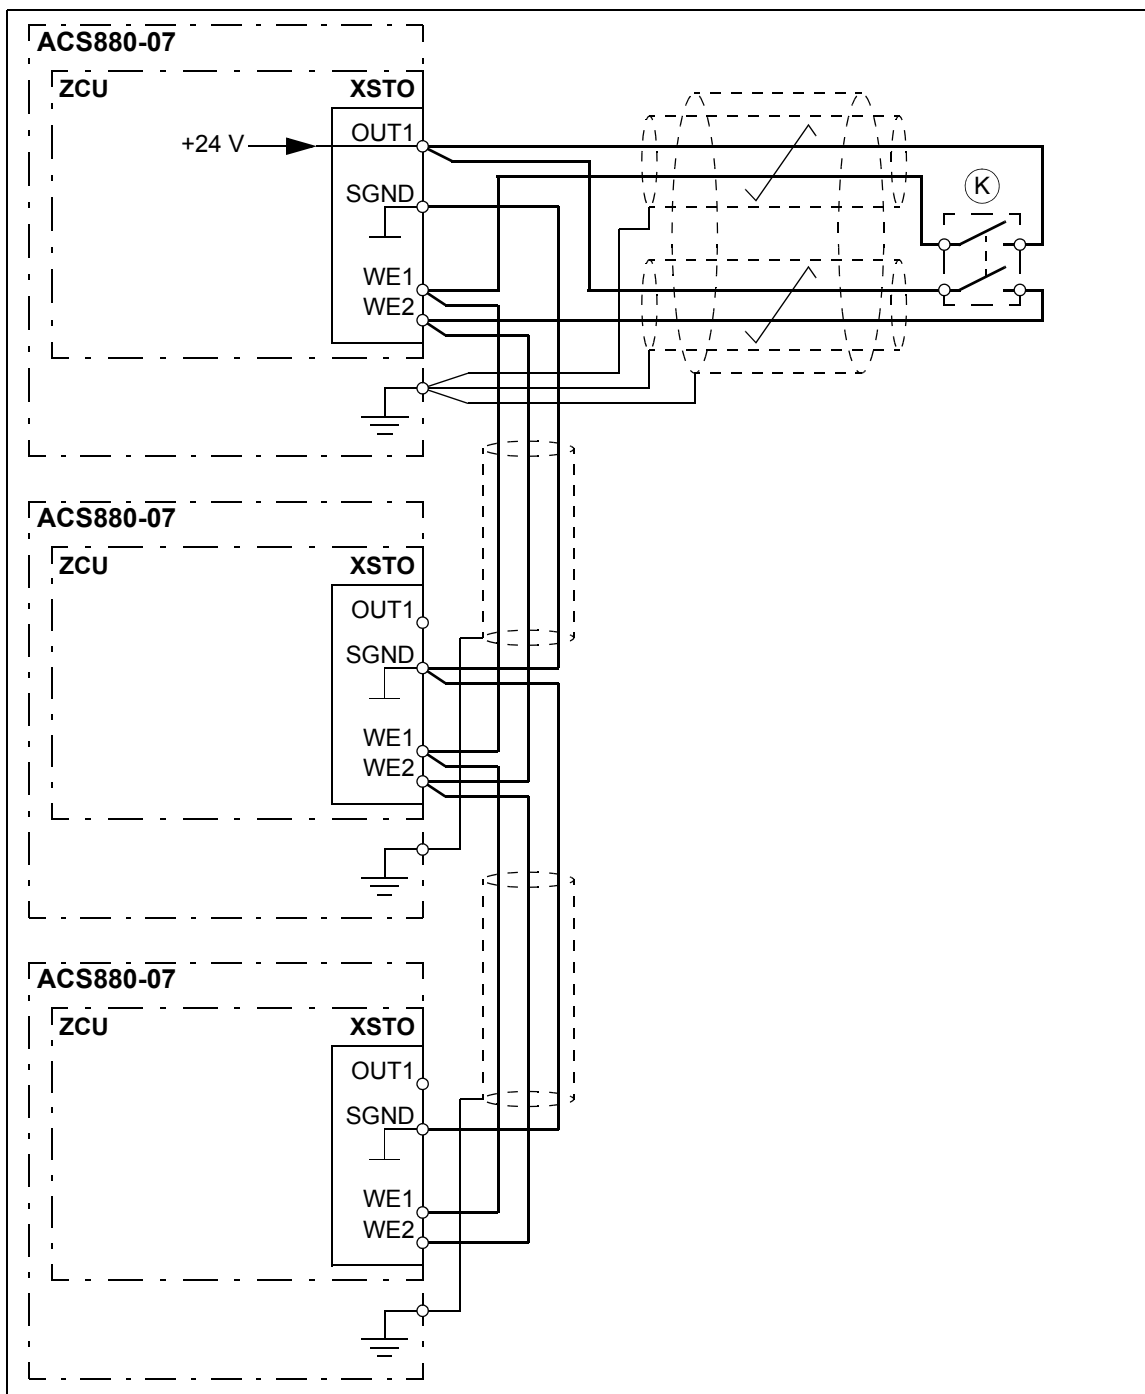 ACS880-07
ZCU XSTO
OUT1
+24 V
SGND
K
WE1
WE2
ACS880-07
ZCU XSTO
OUT1
SGND
WE1
WE2
ACS880-07
ZCU XSTO
OUT1
SGND
WE1
WE2